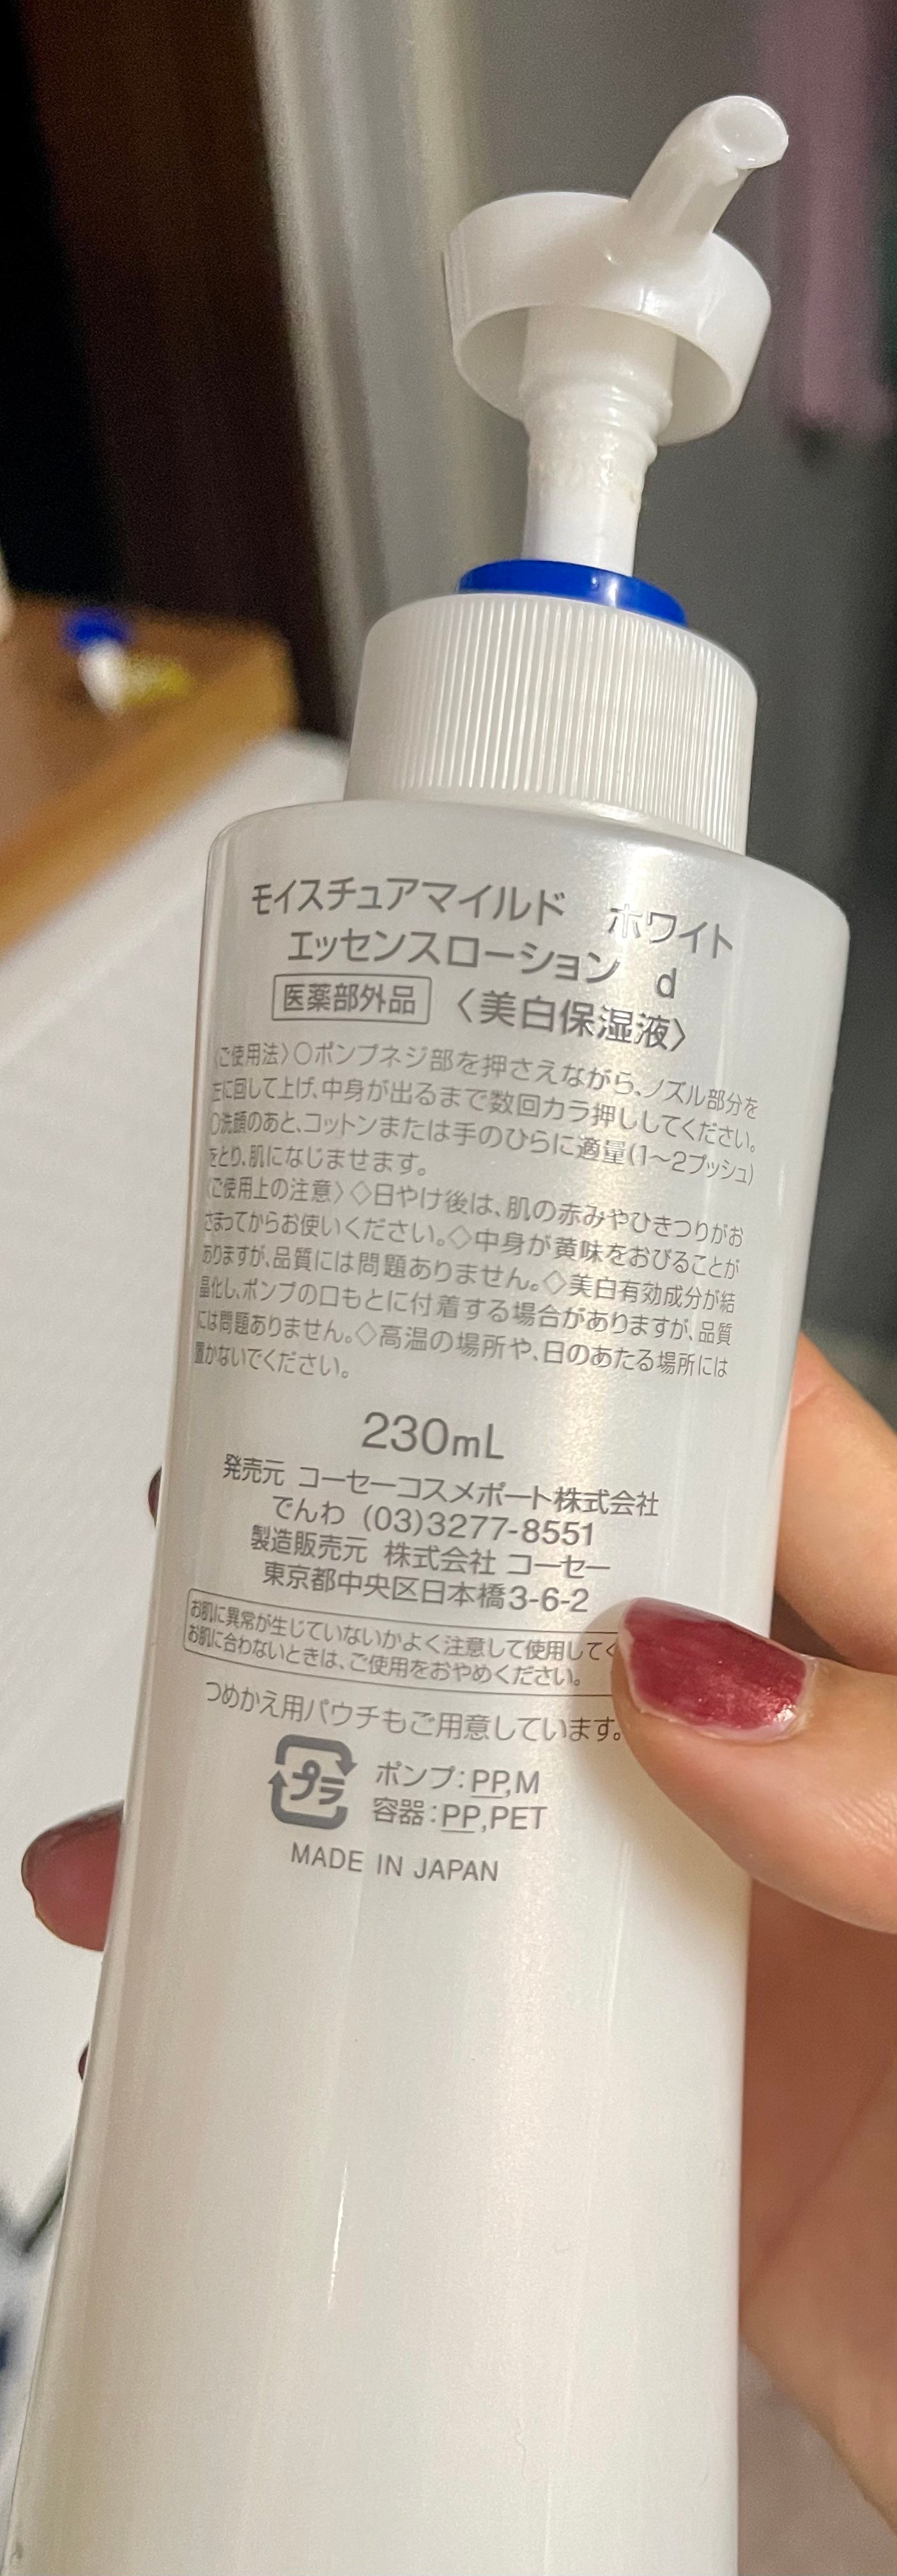 モイスチュアマイルド ホワイト
エッセンスローション d
医薬部外品 〈美白保湿液〉
〈ご使用法〉○ポンプネジ部を押さえながら、ノズル部分を
左に回して上げ、中身が出るまで数回カラ押ししてください。
○洗顔のあと、コットンまたは手のひらに適量(1〜2プッシュ)
をとり、肌になじませます。
〈ご使用上の注意〉◇日やけ後は、肌の赤みやひきつりがお
さまってからお使いください。◇中身が黄味をおびることが
ありますが、品質には問題ありません。◇美白有効成分が結
晶化し、ポンプの口もとに付着する場合がありますが、品質
には問題ありません。◇高温の場所や、日のあたる場所には
置かないでください。
230mL
発売元 コーセーコスメポート株式会社
でんわ (03)3277-8551
製造販売元 株式会社 コーセー
東京都中央区日本橋3-6-2
お肌に異常が生じていないかよく注意して使用してく
お肌に合わないときは、ご使用をおやめください。
つめかえ用パウチもご用意しています。
プラ ポンプ:PP,M
容器:PP,PET
MADE IN JAPAN